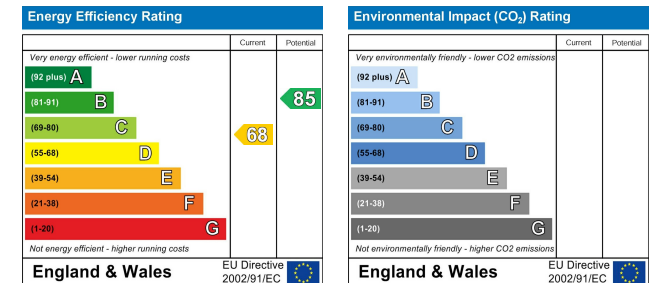 Energy Efficiency Rating
Current Potential
Very energy efficient - lower running costs
(92 plus) A
(81-91) B
(69-80) C
(55-68) D
(39-54) E
(21-38) F
(1-20) G
68
85
Not energy efficient - higher running costs
England & Wales
EU Directive
2002/91/EC
Environmental Impact (CO₂) Rating
Current Potential
Very environmentally friendly - lower CO2 emissions
(92 plus) A
(81-91) B
(69-80) C
(55-68) D
(39-54) E
(21-38) F
(1-20) G
Not environmentally friendly - higher CO2 emissions
England & Wales
EU Directive
2002/91/EC